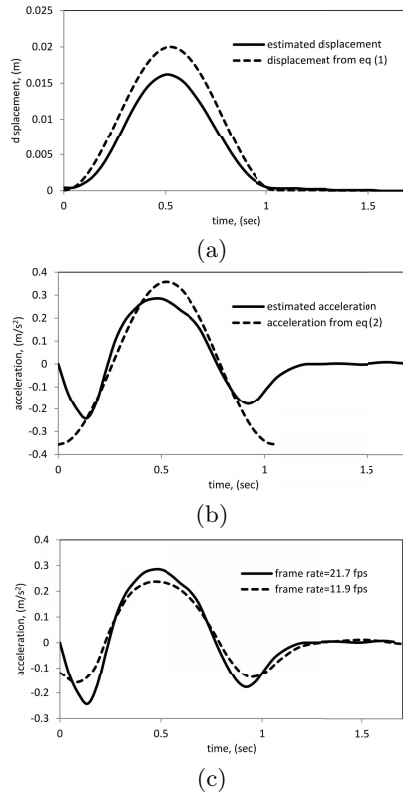 0.025
0.02
0.015
0.01
0.005
0
displacement, (m)
estimated displacement
displacement from eq (1)
0 0.5 1 1.5
time, (sec)
(a)
0.4
0.3
0.2
0.1
0
-0.1
-0.2
-0.3
-0.4
acceleration, (m/s²)
estimated acceleration
acceleration from eq(2)
0 0.5 1 1.5
time, (sec)
(b)
0.4
0.3
0.2
0.1
0
-0.1
-0.2
-0.3
acceleration, (m/s²)
frame rate=21.7 fps
frame rate=11.9 fps
0 0.5 1 1.5
time, (sec)
(c)